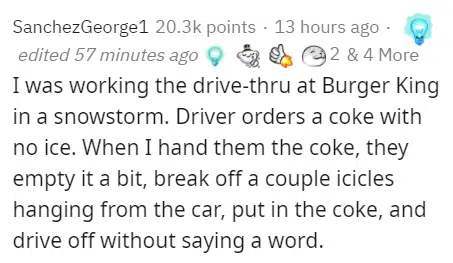 SanchezGeorge1 20.3k points · 13 hours ago ·
edited 57 minutes ago 2 & 4 More
I was working the drive-thru at Burger King
in a snowstorm. Driver orders a coke with
no ice. When I hand them the coke, they
empty it a bit, break off a couple icicles
hanging from the car, put in the coke, and
drive off without saying a word.